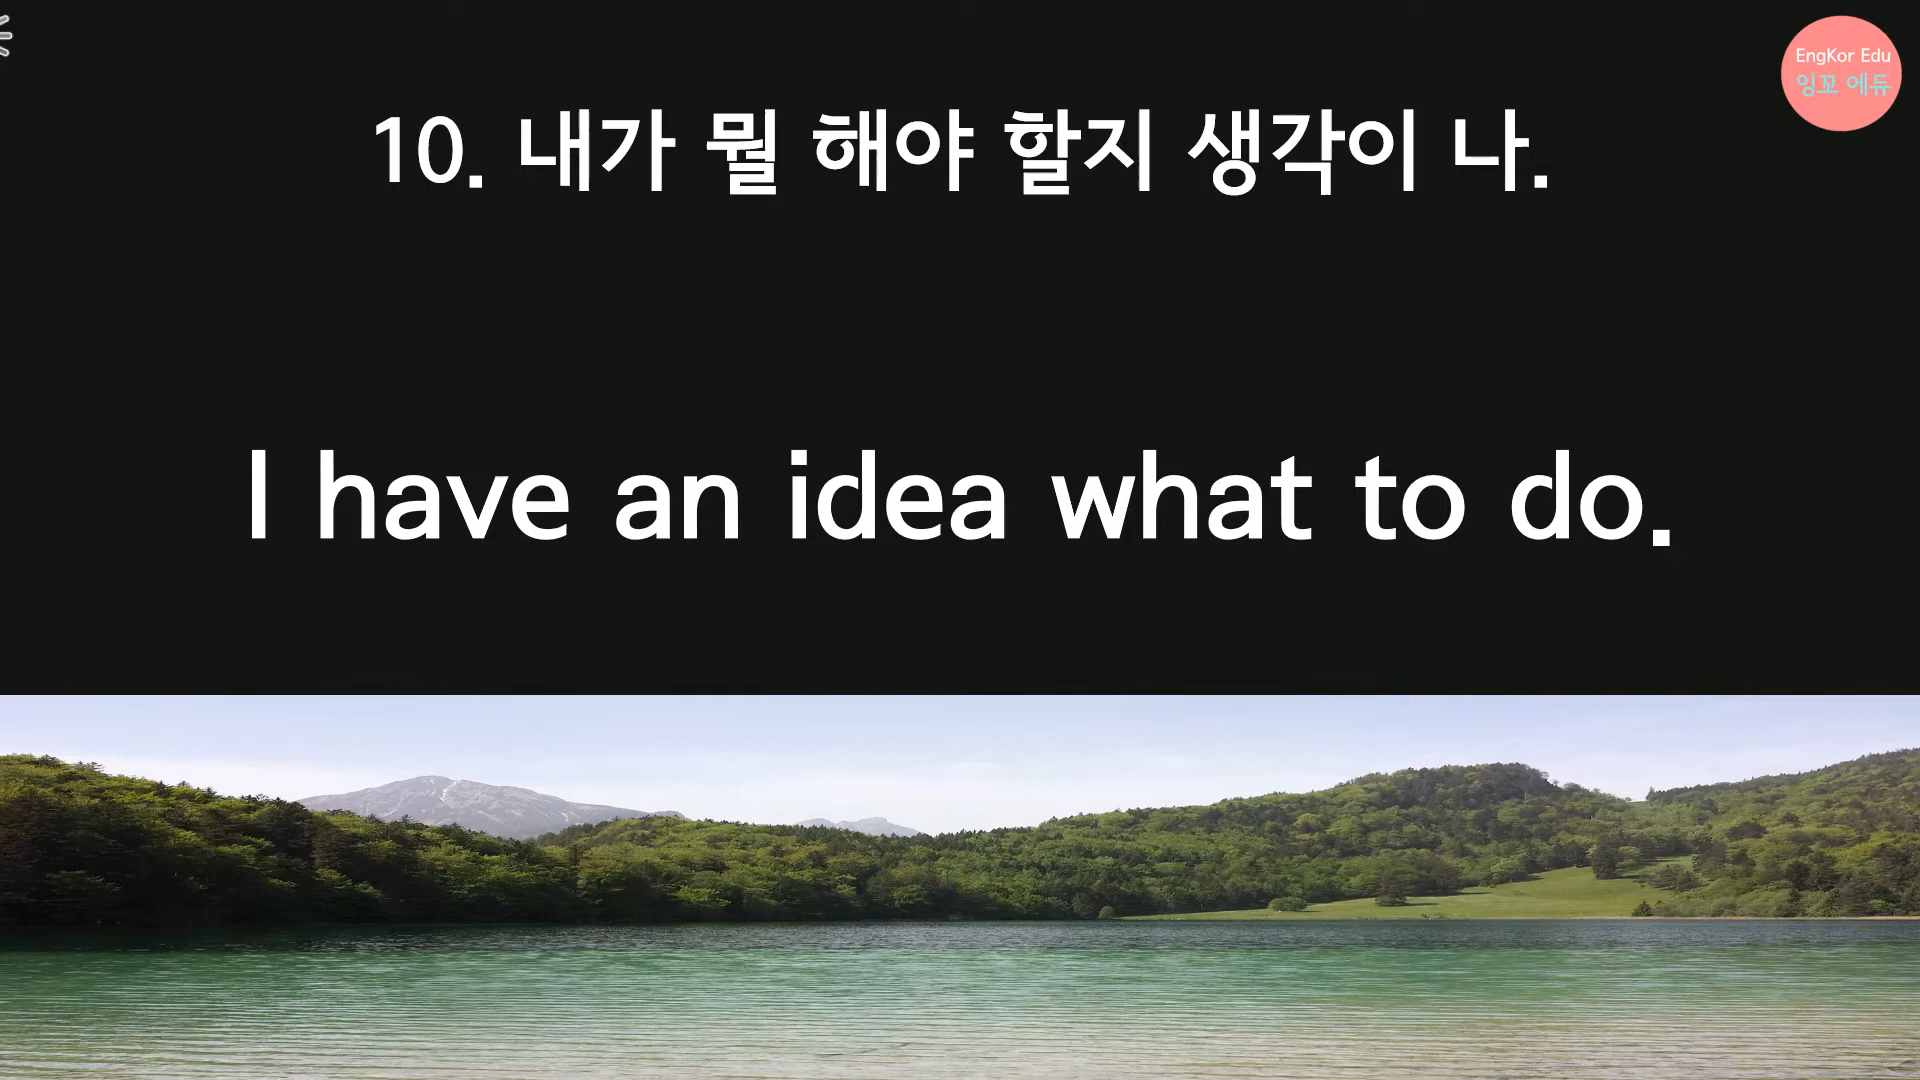 EngKor Edu
잉꼬 에듀
10. 내가 뭘 해야 할지 생각이 나.
I have an idea what to do.